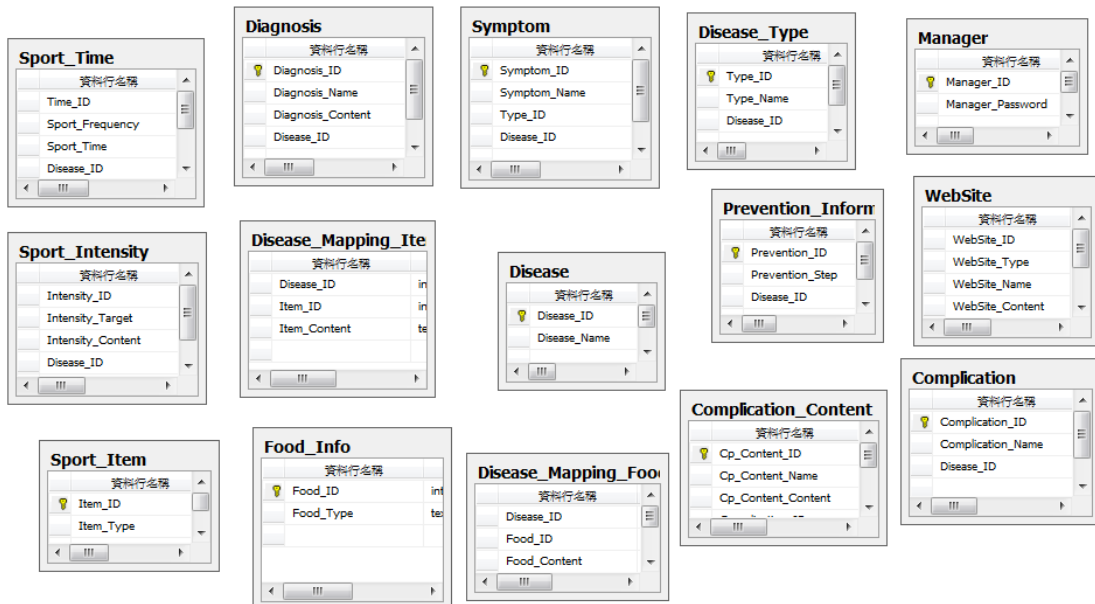 Sport_Time
資料行名稱
Time_ID
Sport_Frequency
Sport_Time
Disease_ID
Diagnosis
資料行名稱
Diagnosis_ID
Diagnosis_Name
Diagnosis_Content
Disease_ID
Symptom
資料行名稱
Symptom_ID
Symptom_Name
Type_ID
Disease_ID
Disease_Type
資料行名稱
Type_ID
Type_Name
Disease_ID
Manager
資料行名稱
Manager_ID
Manager_Password
Sport_Intensity
資料行名稱
Intensity_ID
Intensity_Target
Intensity_Content
Disease_ID
Disease_Mapping_Ite
資料行名稱
Disease_ID in
Item_ID in
Item_Content te
Disease
資料行名稱
Disease_ID
Disease_Name
Prevention_Inform
資料行名稱
Prevention_ID
Prevention_Step
Disease_ID
WebSite
資料行名稱
WebSite_ID
WebSite_Type
WebSite_Name
WebSite_Content
Sport_Item
資料行名稱
Item_ID
Item_Type
Food_Info
資料行名稱
Food_ID int
Food_Type te
Disease_Mapping_Foo
資料行名稱
Disease_ID
Food_ID
Food_Content
Complication_Content
資料行名稱
Cp_Content_ID
Cp_Content_Name
Cp_Content_Content
Complication
資料行名稱
Complication_ID
Complication_Name
Disease_ID